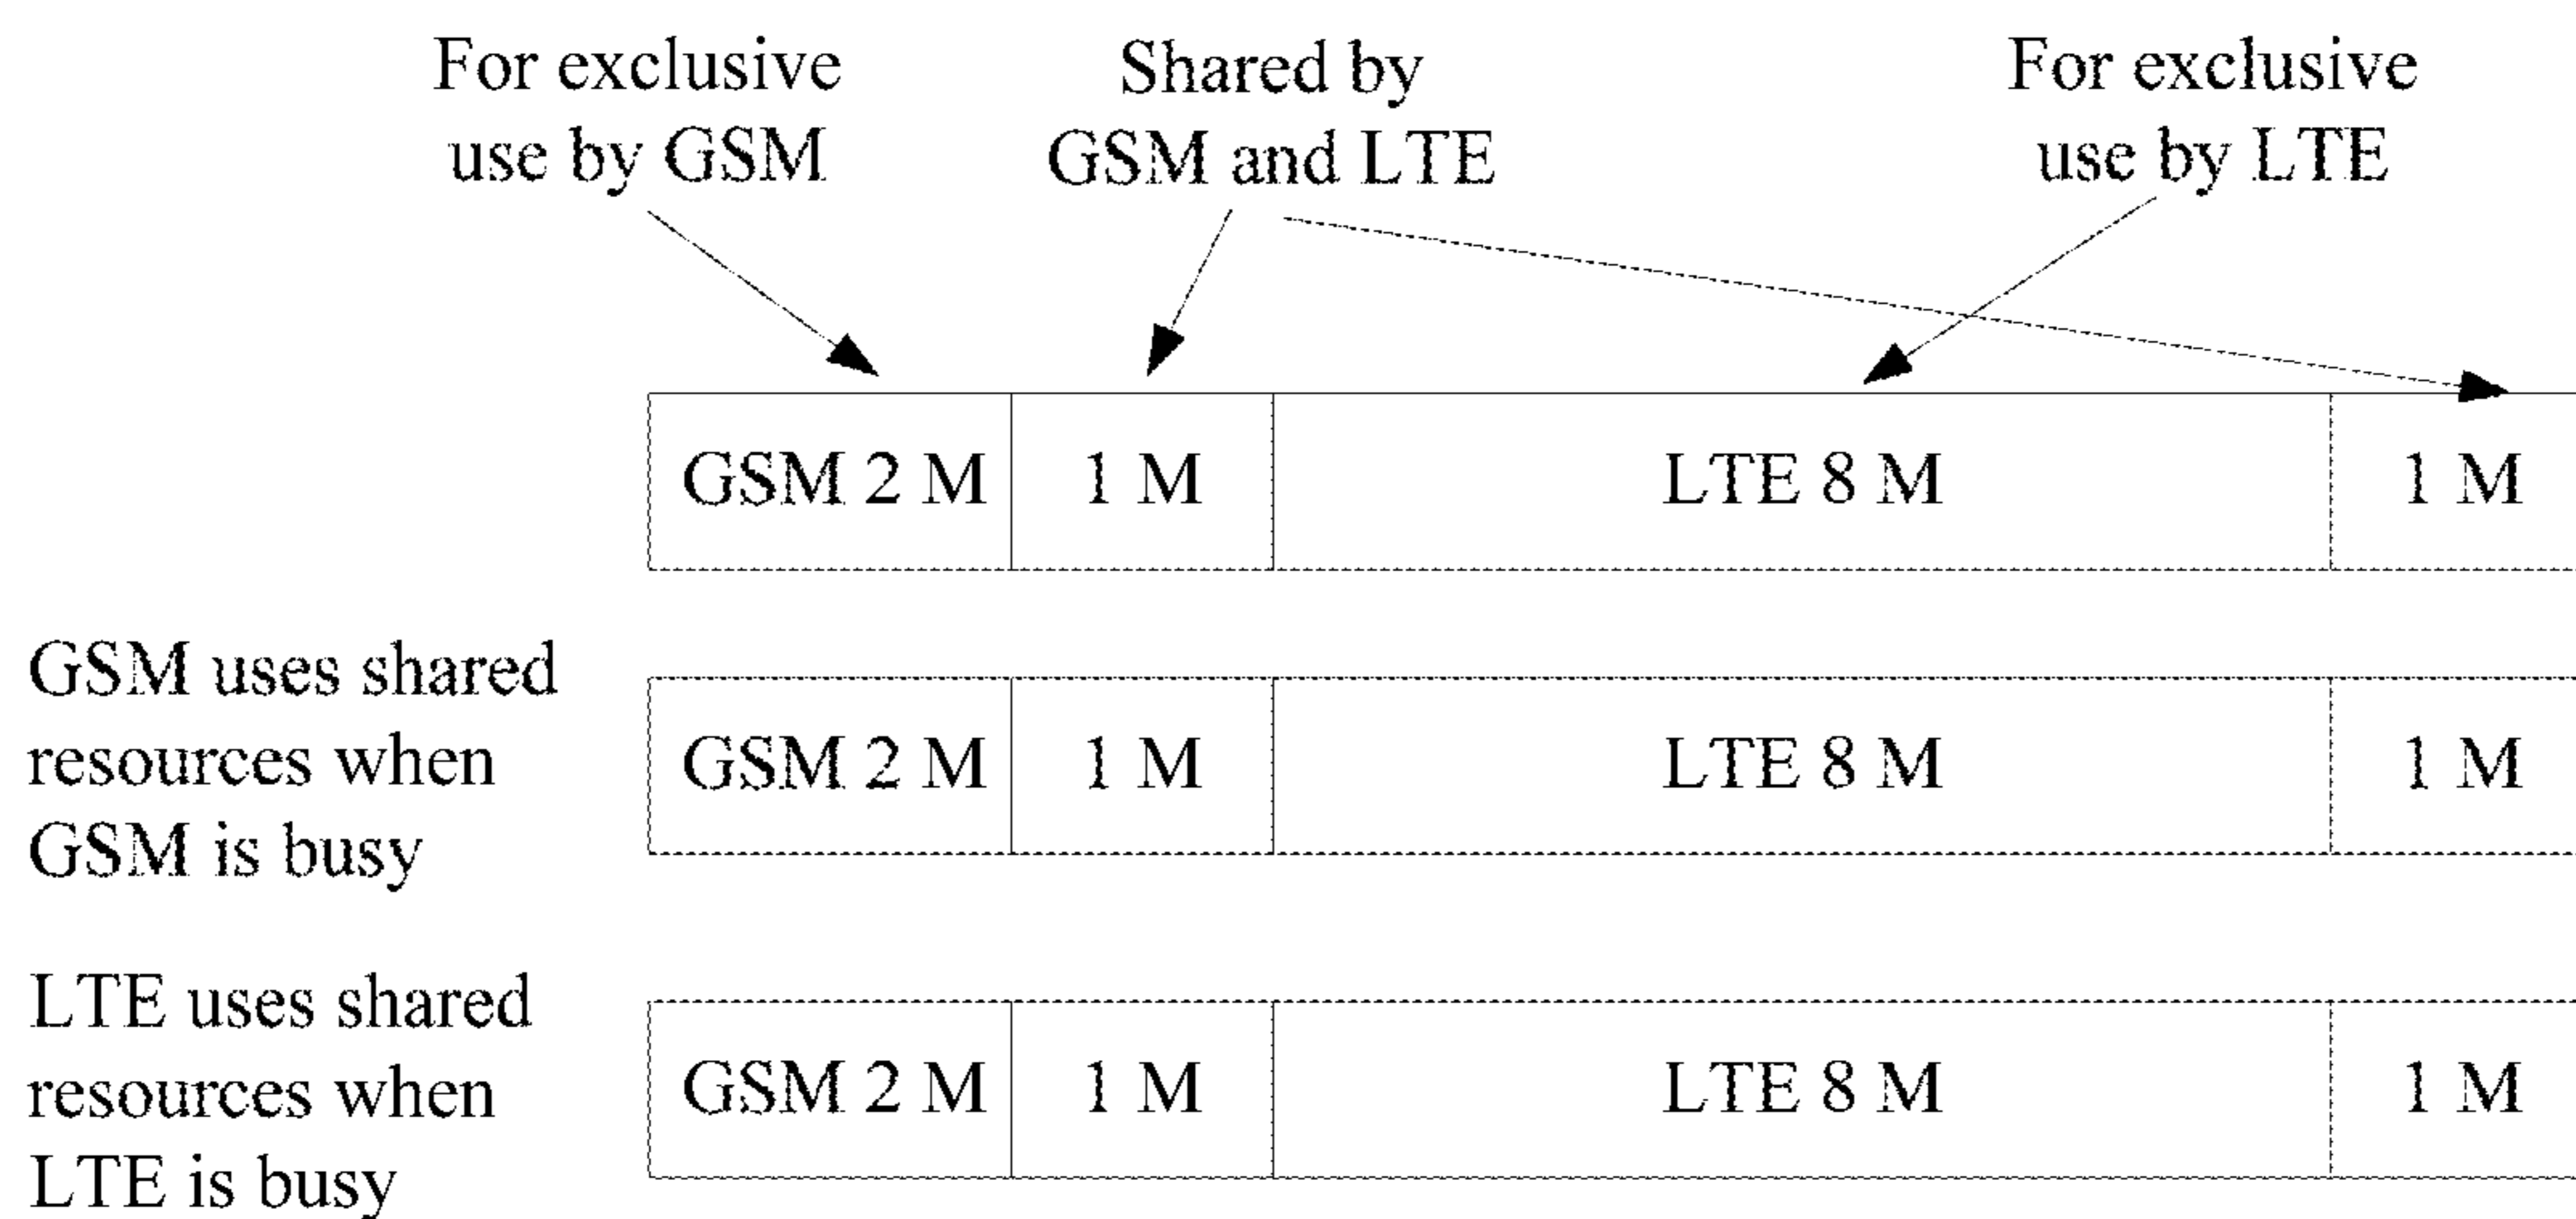 For exclusive
use by GSM
Shared by
GSM and LTE
For exclusive
use by LTE
GSM 2 M
1 M
LTE 8 M
1 M
GSM uses shared
resources when
GSM is busy
GSM 2 M
1 M
LTE 8 M
1 M
LTE uses shared
resources when
LTE is busy
GSM 2 M
1 M
LTE 8 M
1 M